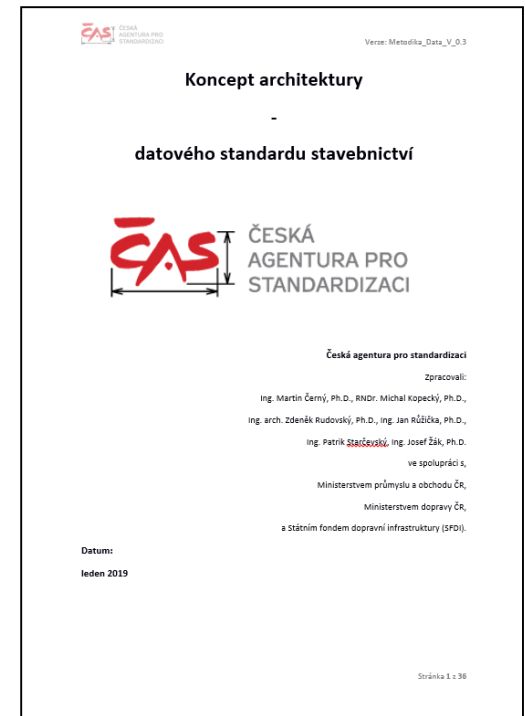 ČAS ČESKÁ
AGENTURA PRO
STANDARDIZACI
Verze: Metodika_Data_V_0.3
Koncept architektury
-
datového standardu stavebnictví
ČAS ČESKÁ
AGENTURA PRO
STANDARDIZACI
Česká agentura pro standardizaci
Zpracovali:
Ing. Martin Černý, Ph.D., RNDr. Michal Kopecký, Ph.D.,
Ing. arch. Zdeněk Rudovský, Ph.D., Ing. Jan Růžička, Ph.D.,
Ing. Patrik Starčevský, Ing. Josef Žák, Ph.D.
ve spolupráci s,
Ministerstvem průmyslu a obchodu ČR,
Ministerstvem dopravy ČR,
a Státním fondem dopravní infrastruktury (SFDI).
Datum:
leden 2019
Stránka 1 z 36